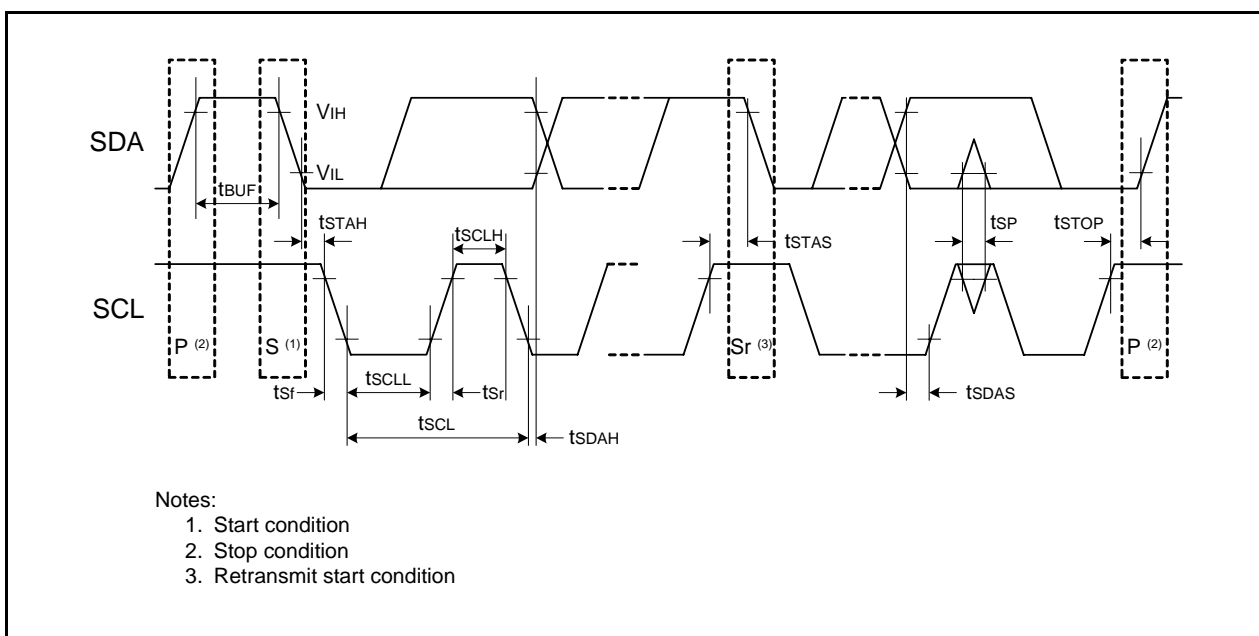 SDA
VIH
VIL
tBUF
tSTAH
tSCLH
tSTAS
tSP
tSTOP
SCL
P (2)
S (1)
Sr (3)
P (2)
tSf
tSCLL
tSr
tSDAS
tSCL
tSDAH
Notes:
1. Start condition
2. Stop condition
3. Retransmit start condition